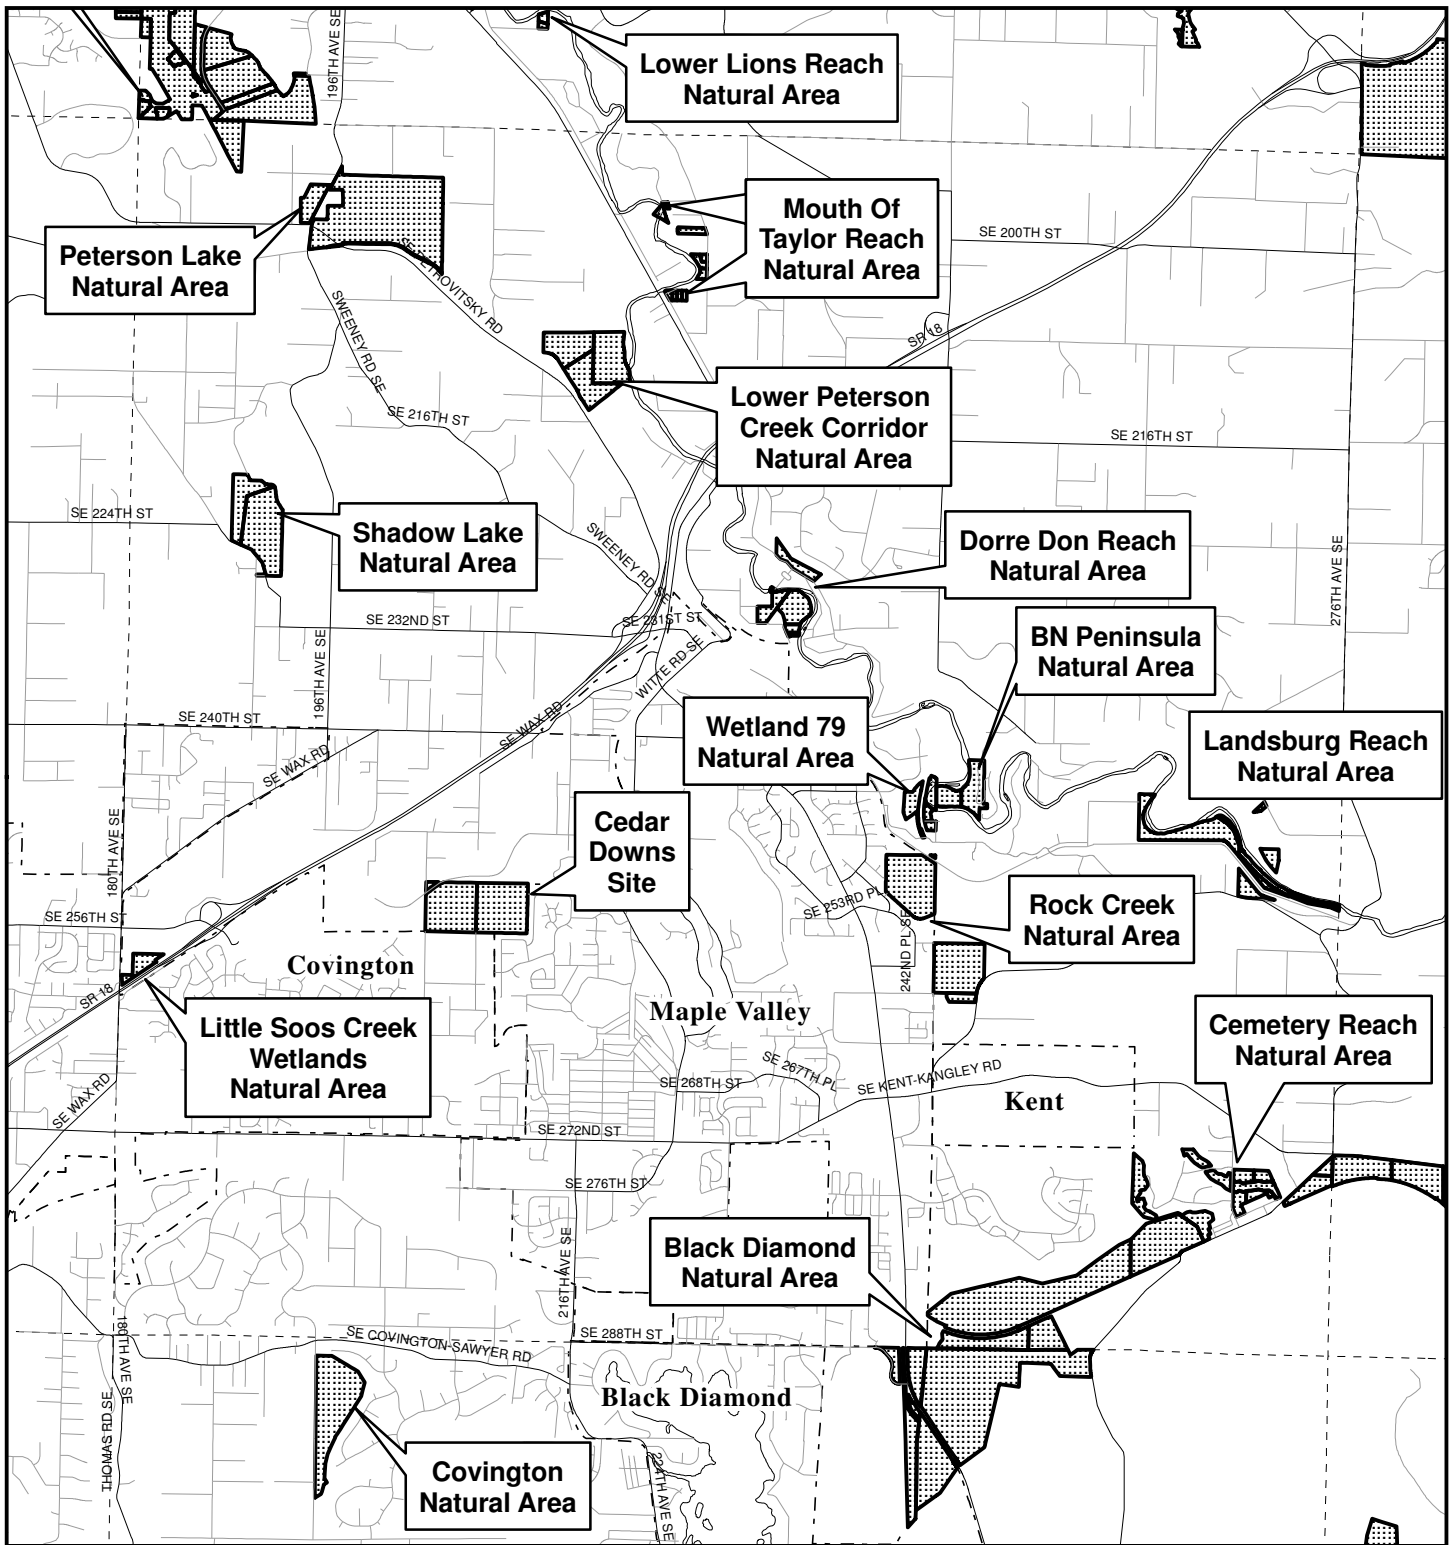 196TH AVE SE
Lower Lions Reach
Natural Area
Mouth Of
Taylor Reach
Natural Area
SE 200TH ST
Peterson Lake
Natural Area
SE PETROVITSKY RD
SWEENEY RD SE
SR 18
Lower Peterson
Creek Corridor
Natural Area
SE 216TH ST
SE 216TH ST
SE 224TH ST
Shadow Lake
Natural Area
SWEENEY RD SE
Dorre Don Reach
Natural Area
276TH AVE SE
SE 232ND ST
SE 231ST ST
196TH AVE SE
WITTE RD SE
BN Peninsula
Natural Area
SE 240TH ST
SE WAX RD
SE WAX RD
Wetland 79
Natural Area
Landsburg Reach
Natural Area
180TH AVE SE
Cedar
Downs
Site
SE 256TH ST
SE 253RD PL
242ND PL SE
Rock Creek
Natural Area
Covington
SR 18
Maple Valley
Little Soos Creek
Wetlands
Natural Area
Cemetery Reach
Natural Area
SE WAX RD
SE 268TH ST
SE 267TH PL
SE KENT-KANGLEY RD
Kent
SE 272ND ST
SE 276TH ST
216TH AVE SE
Black Diamond
Natural Area
SE 288TH ST
SE COVINGTON-SAWYER RD
180TH AVE SE
THOMAS RD SE
Black Diamond
Covington
Natural Area
224TH AVE SE